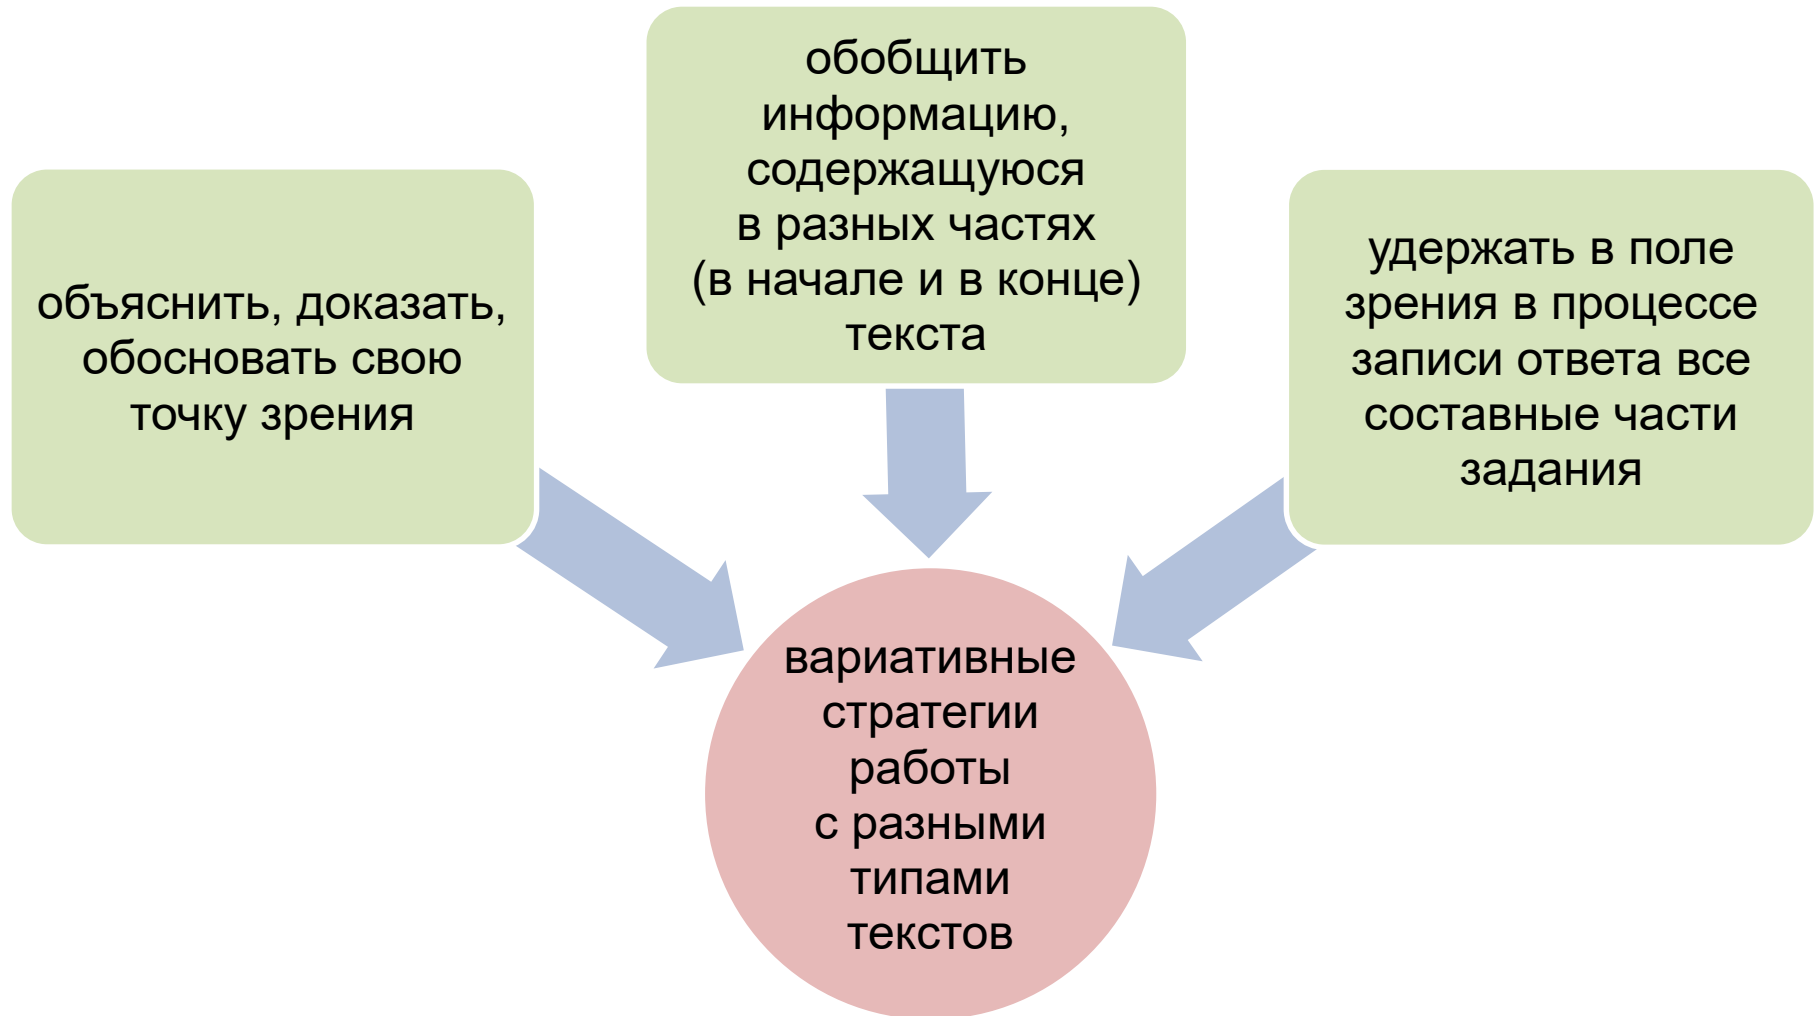 объяснить, доказать,
обосновать свою
точку зрения
обобщить
информацию,
содержащуюся
в разных частях
(в начале и в конце)
текста
удержать в поле
зрения в процессе
записи ответа все
составные части
задания
вариативные
стратегии
работы
с разными
типами
текстов